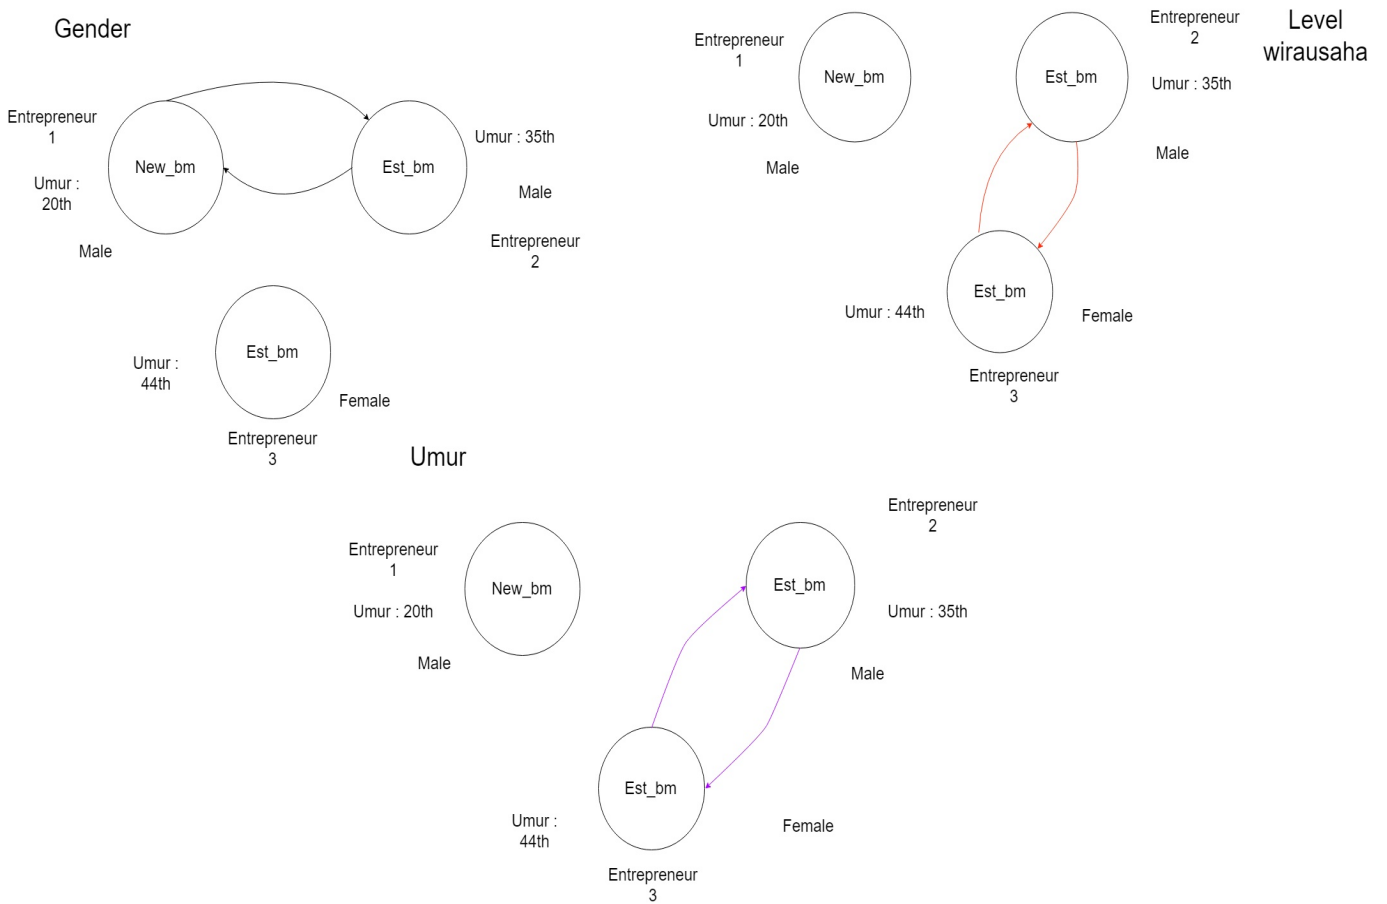 Gender
Entrepreneur
1
New_bm
Est_bm
Umur : 35th
Umur :
20th
Male
Male
Entrepreneur
2
Est_bm
Umur :
44th
Female
Entrepreneur
3
Level
wirausaha
Entrepreneur
1
New_bm
Est_bm
Entrepreneur
2
Umur : 35th
Umur : 20th
Male
Male
Est_bm
Umur : 44th
Female
Entrepreneur
3
Umur
Entrepreneur
1
New_bm
Est_bm
Entrepreneur
2
Umur : 20th
Umur : 35th
Male
Male
Est_bm
Umur :
44th
Female
Entrepreneur
3